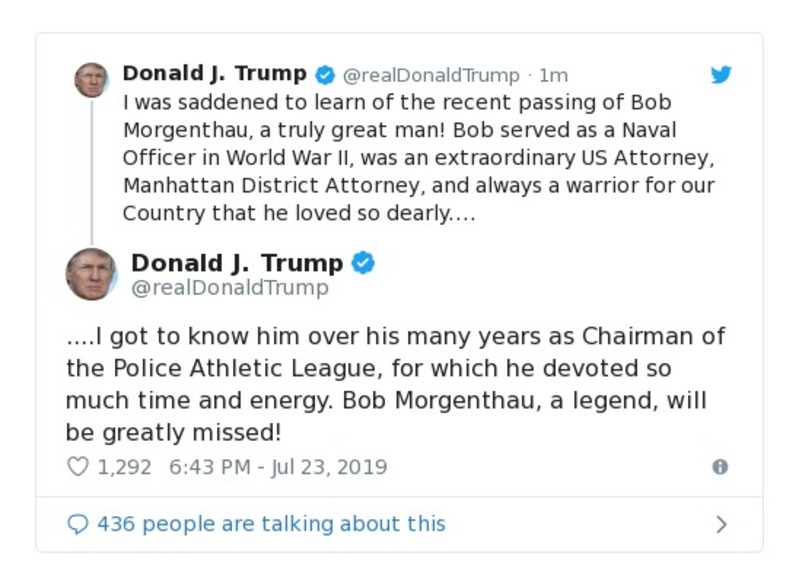 Donald J. Trump @realDonaldTrump · 1m
I was saddened to learn of the recent passing of Bob
Morgenthau, a truly great man! Bob served as a Naval
Officer in World War II, was an extraordinary US Attorney,
Manhattan District Attorney, and always a warrior for our
Country that he loved so dearly....
Donald J. Trump
@realDonaldTrump
....I got to know him over his many years as Chairman of
the Police Athletic League, for which he devoted so
much time and energy. Bob Morgenthau, a legend, will
be greatly missed!
1,292 6:43 PM - Jul 23, 2019
436 people are talking about this